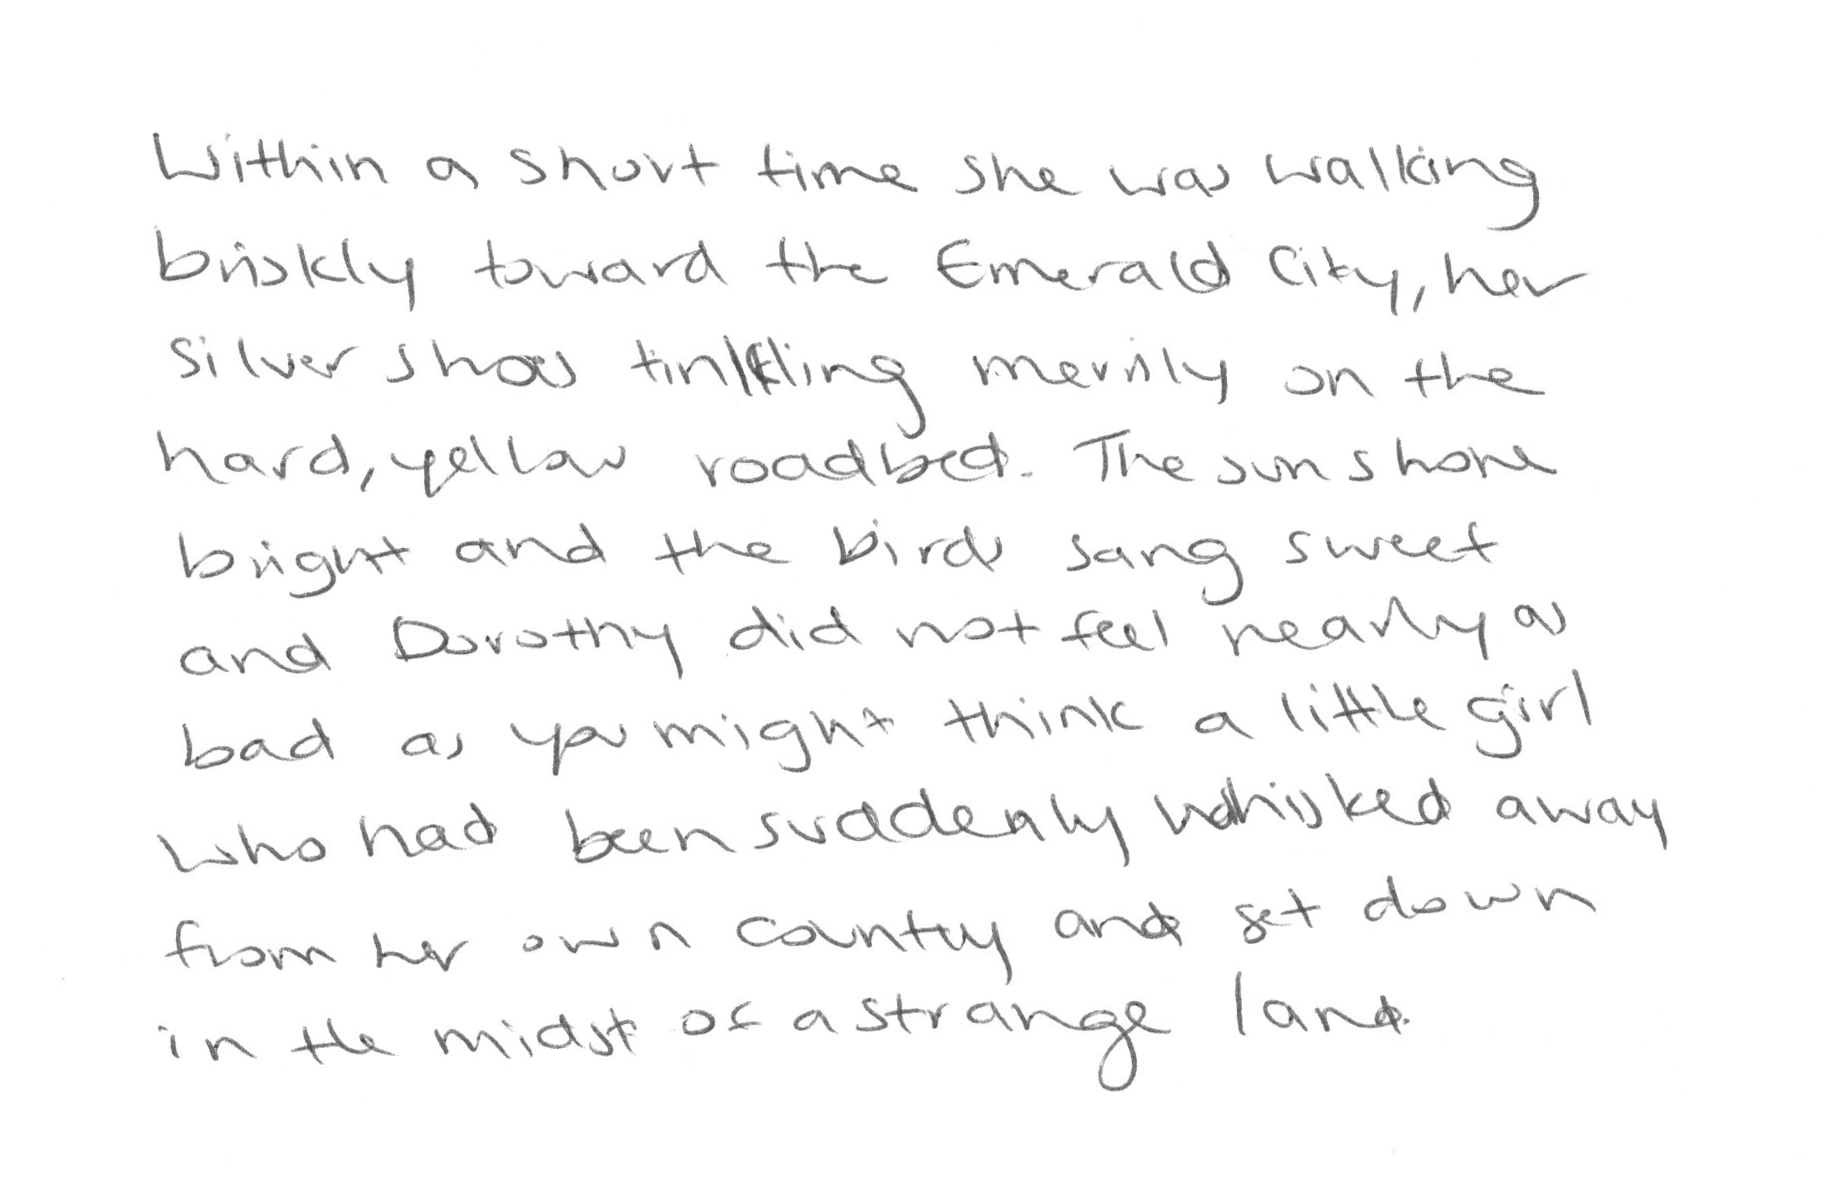 Within a short time she was walking
briskly toward the Emerald City, her
silver shoes tinkling merrily on the
hard, yellow roadbed. The sun shone
bright and the birds sang sweet
and Dorothy did not feel nearly as
bad as you might think a little girl
who had been suddenly whisked away
from her own country and set down
in the midst of a strange land.